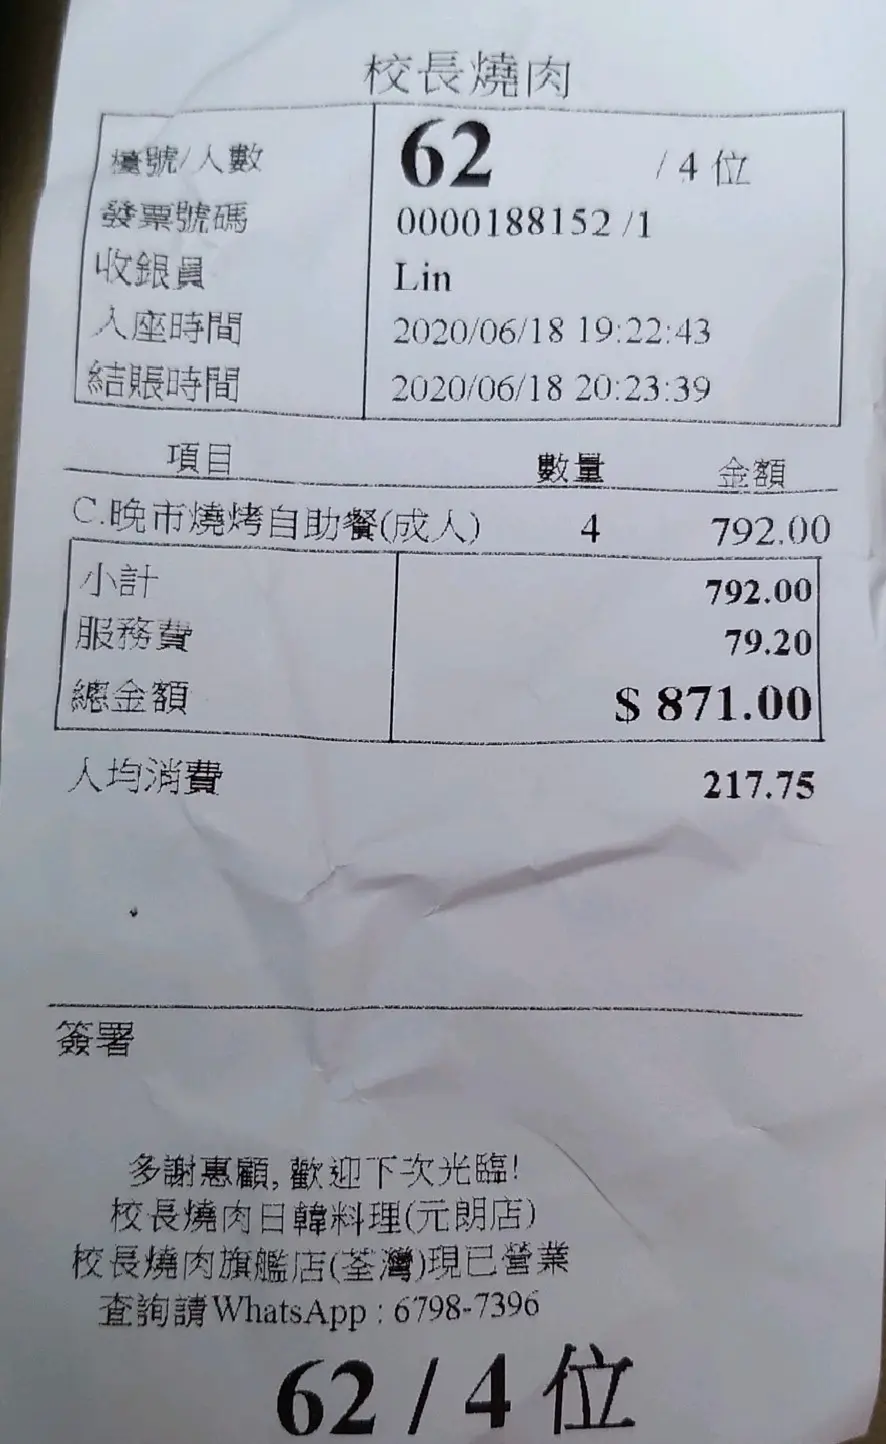 校長燒肉
檯號/人數 62 / 4 位
發票號碼 0000188152 /1
收銀員 Lin
入座時間 2020/06/18 19:22:43
結賬時間 2020/06/18 20:23:39
項目 數量 金額
C.晚市燒烤自助餐(成人) 4 792.00
小計 792.00
服務費 79.20
總金額 $ 871.00
人均消費 217.75
簽署
多謝惠顧, 歡迎下次光臨!
校長燒肉日韓料理(元朗店)
校長燒肉旗艦店(荃灣)現已營業
查詢請WhatsApp : 6798-7396
62 / 4 位